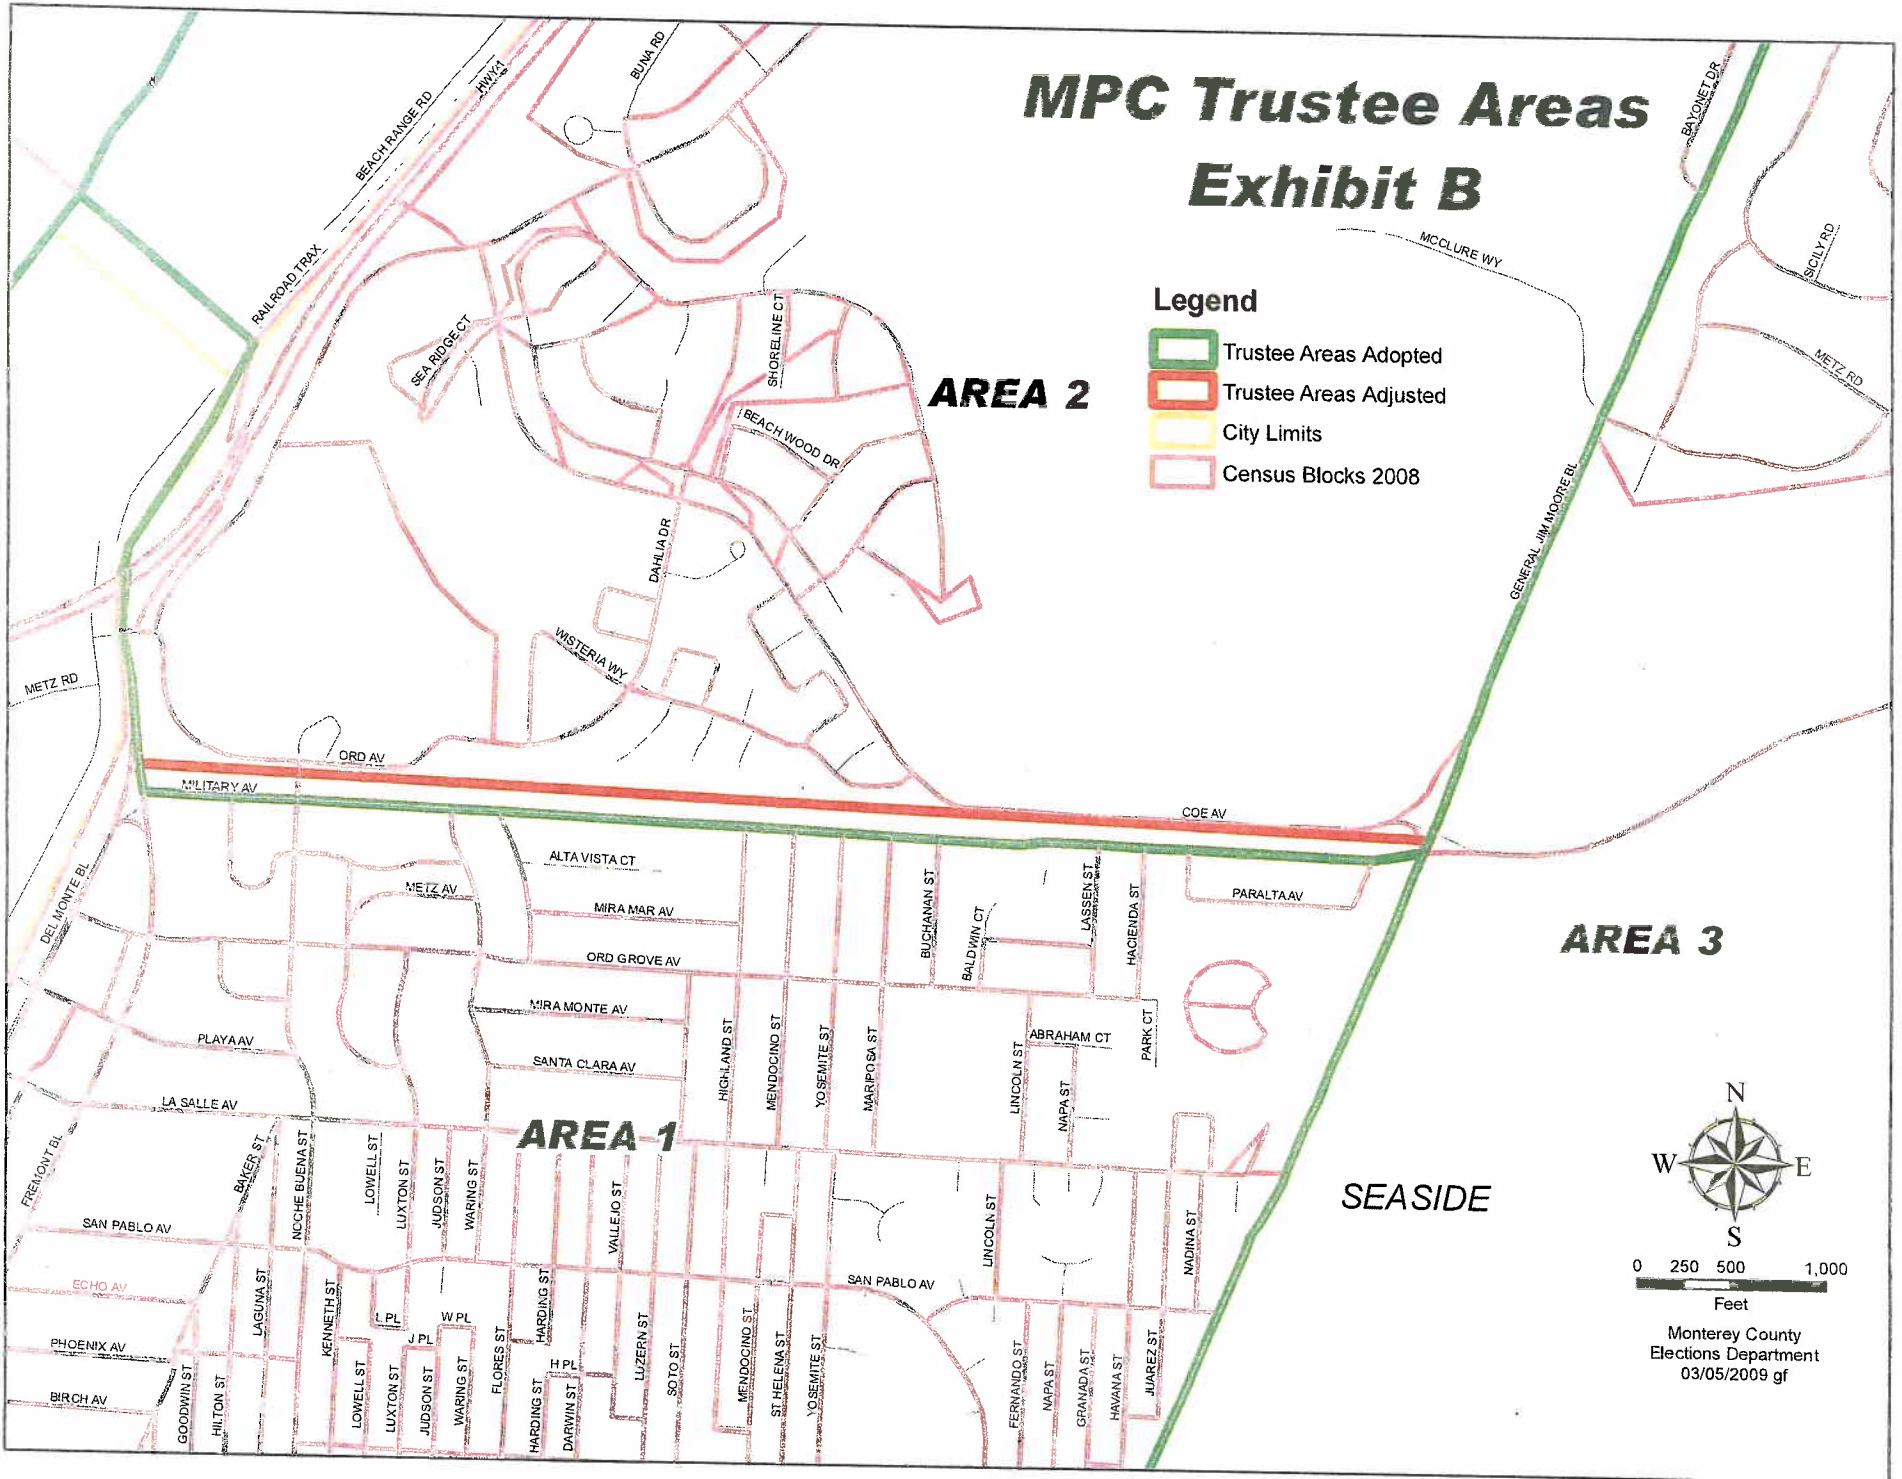 MPC Trustee Areas
Exhibit B
Legend
Trustee Areas Adopted
Trustee Areas Adjusted
City Limits
Census Blocks 2008
BUNA RD
HWY 1
BEACH RANGE RD
RAILROAD TRAX
BAYONET DR
MCCLURE WY
SICILY RD
METZ RD
SEA RIDGE CT
SHORELINE CT
AREA 2
BEACH WOOD DR
GENERAL JIM MOORE BL
DAHLIA DR
WISTERIA WY
METZ RD
ORD AV
MILITARY AV
COE AV
ALTA VISTA CT
METZ AV
MIRA MAR AV
DEL MONTE BL
BUCHANAN ST
BALDWIN CT
LASSEN ST
HACIENDA ST
PARALTA AV
AREA 3
ORD GROVE AV
MIRA MONTE AV
PLAYA AV
SANTA CLARA AV
HIGHLAND ST
MENDOCINO ST
YOSEMITE ST
MARIPOSA ST
LINCOLN ST
ABRAHAM CT
NAPA ST
PARK CT
LA SALLE AV
AREA 1
FREMONT BL
BAKER ST
NOCHE BUENA ST
LOWELL ST
LUXTON ST
JUDSON ST
WARING ST
VALLEJO ST
LINCOLN ST
NADINA ST
SEASIDE
SAN PABLO AV
SAN PABLO AV
ECHO AV
LAGUNA ST
KENNETH ST
L PL
J PL
W PL
HARDING ST
H PL
PHOENIX AV
BIRCH AV
GOODWIN ST
HILTON ST
LOWELL ST
LUXTON ST
JUDSON ST
WARING ST
FLORES ST
HARDING ST
DARWIN ST
LUZERN ST
SOTO ST
MENDOCINO ST
ST HELENA ST
YOSEMITE ST
FERNANDO ST
NAPA ST
GRANADA ST
HAVANA ST
JUAREZ ST
N
W
E
S
0 250 500 1,000
Feet
Monterey County
Elections Department
03/05/2009 gf